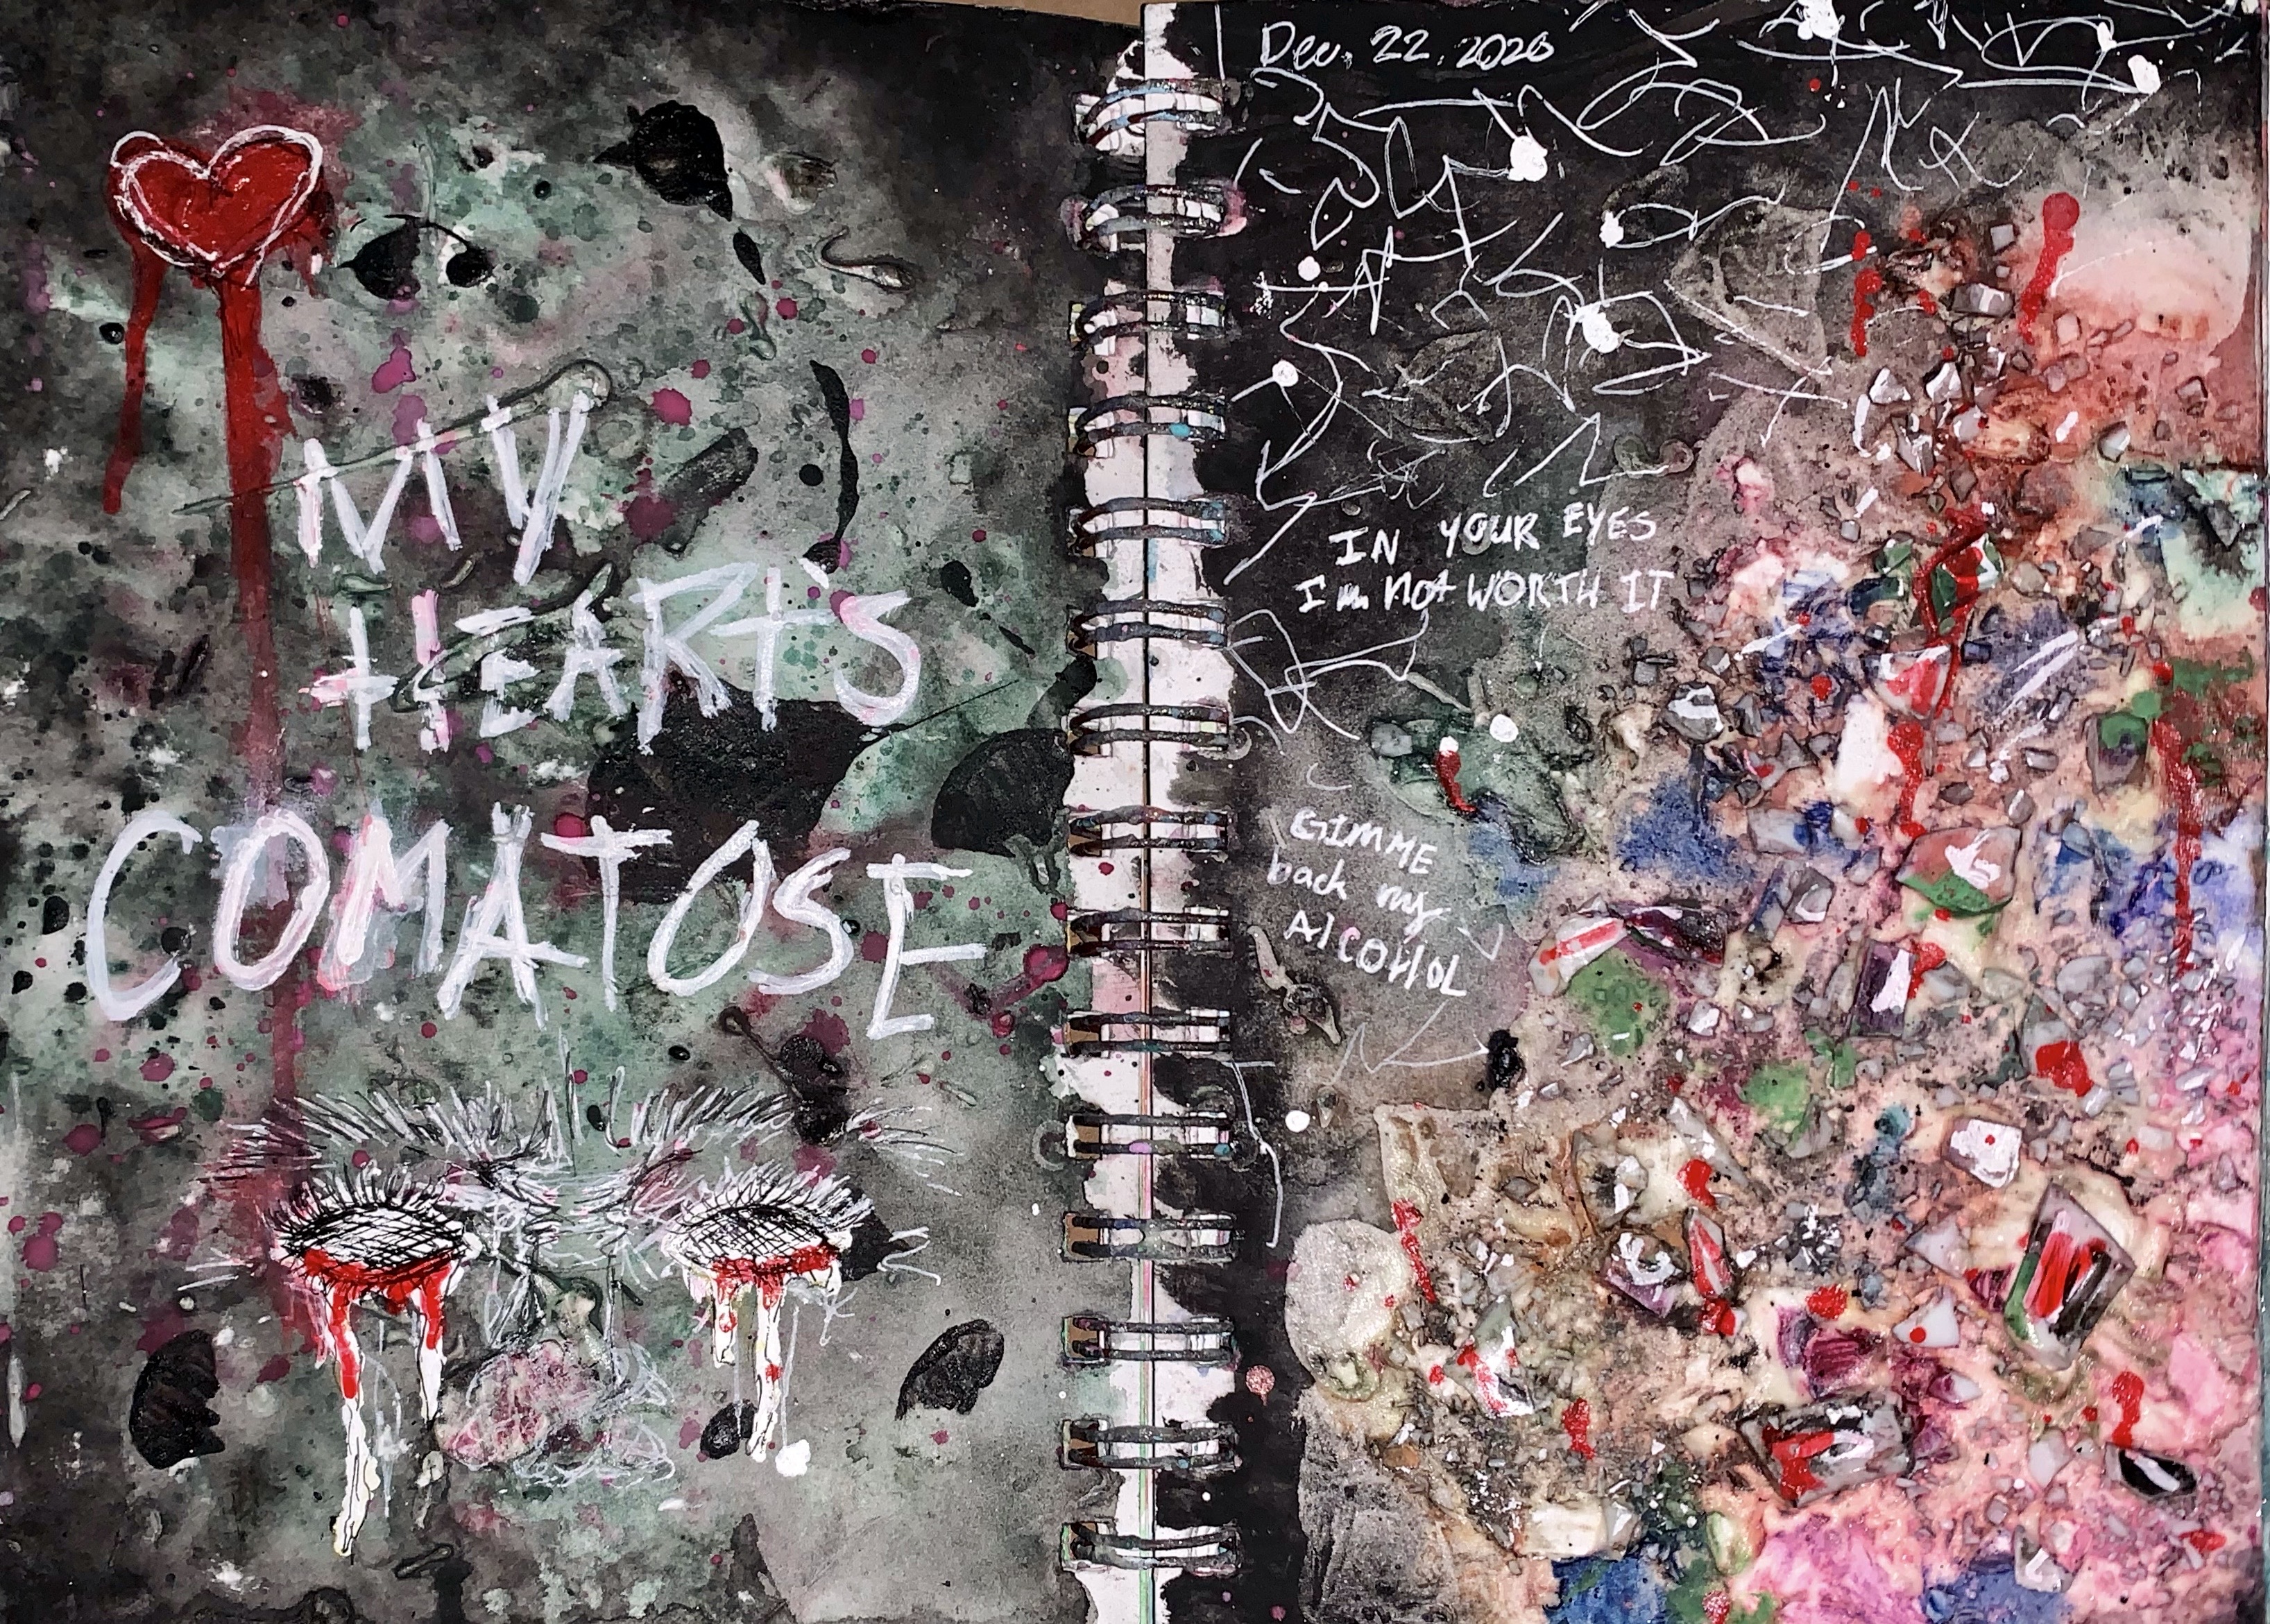 MY
HEART'S
COMATOSE
Dec. 22. 2020
IN YOUR EYES
I'm Not WORTH IT
GIMME
back my
AlCOHOL